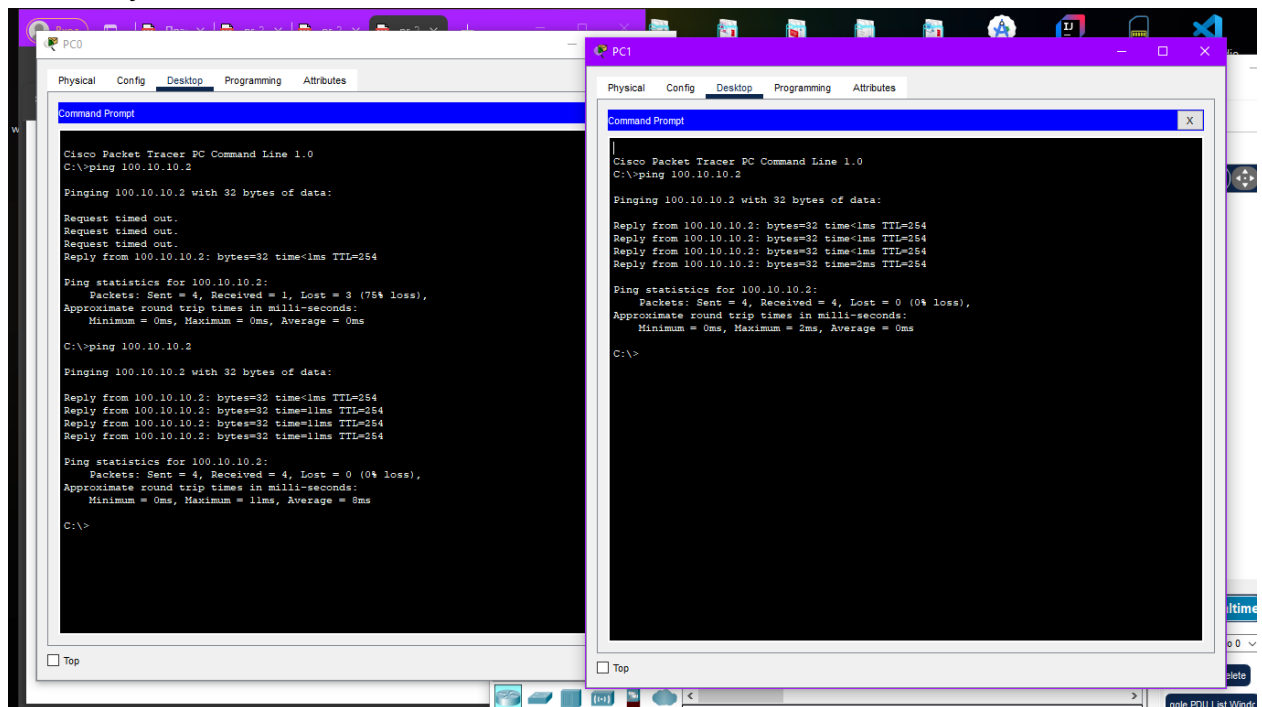 PC0
Physical Config Desktop Programming Attributes
Command Prompt
Cisco Packet Tracer PC Command Line 1.0
C:\>ping 100.10.10.2
Pinging 100.10.10.2 with 32 bytes of data:
Request timed out.
Request timed out.
Request timed out.
Reply from 100.10.10.2: bytes=32 time<1ms TTL=254
Ping statistics for 100.10.10.2:
Packets: Sent = 4, Received = 1, Lost = 3 (75% loss),
Approximate round trip times in milli-seconds:
Minimum = 0ms, Maximum = 0ms, Average = 0ms
C:\>ping 100.10.10.2
Pinging 100.10.10.2 with 32 bytes of data:
Reply from 100.10.10.2: bytes=32 time<1ms TTL=254
Reply from 100.10.10.2: bytes=32 time=11ms TTL=254
Reply from 100.10.10.2: bytes=32 time=11ms TTL=254
Reply from 100.10.10.2: bytes=32 time=11ms TTL=254
Ping statistics for 100.10.10.2:
Packets: Sent = 4, Received = 4, Lost = 0 (0% loss),
Approximate round trip times in milli-seconds:
Minimum = 0ms, Maximum = 11ms, Average = 8ms
C:\>
Top
PC1
Physical Config Desktop Programming Attributes
Command Prompt X
Cisco Packet Tracer PC Command Line 1.0
C:\>ping 100.10.10.2
Pinging 100.10.10.2 with 32 bytes of data:
Reply from 100.10.10.2: bytes=32 time<1ms TTL=254
Reply from 100.10.10.2: bytes=32 time<1ms TTL=254
Reply from 100.10.10.2: bytes=32 time<1ms TTL=254
Reply from 100.10.10.2: bytes=32 time=2ms TTL=254
Ping statistics for 100.10.10.2:
Packets: Sent = 4, Received = 4, Lost = 0 (0% loss),
Approximate round trip times in milli-seconds:
Minimum = 0ms, Maximum = 2ms, Average = 0ms
C:\>
Top